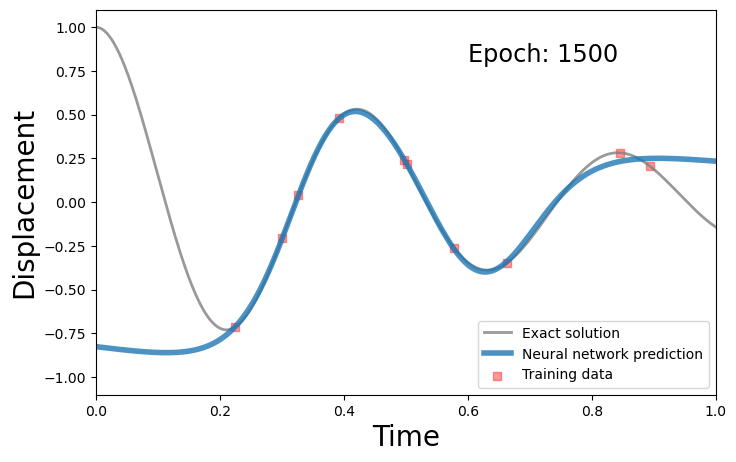 Epoch: 1500
Displacement
1.00
0.75
0.50
0.25
0.00
−0.25
−0.50
−0.75
−1.00
Exact solution
Neural network prediction
Training data
0.0 0.2 0.4 0.6 0.8 1.0
Time